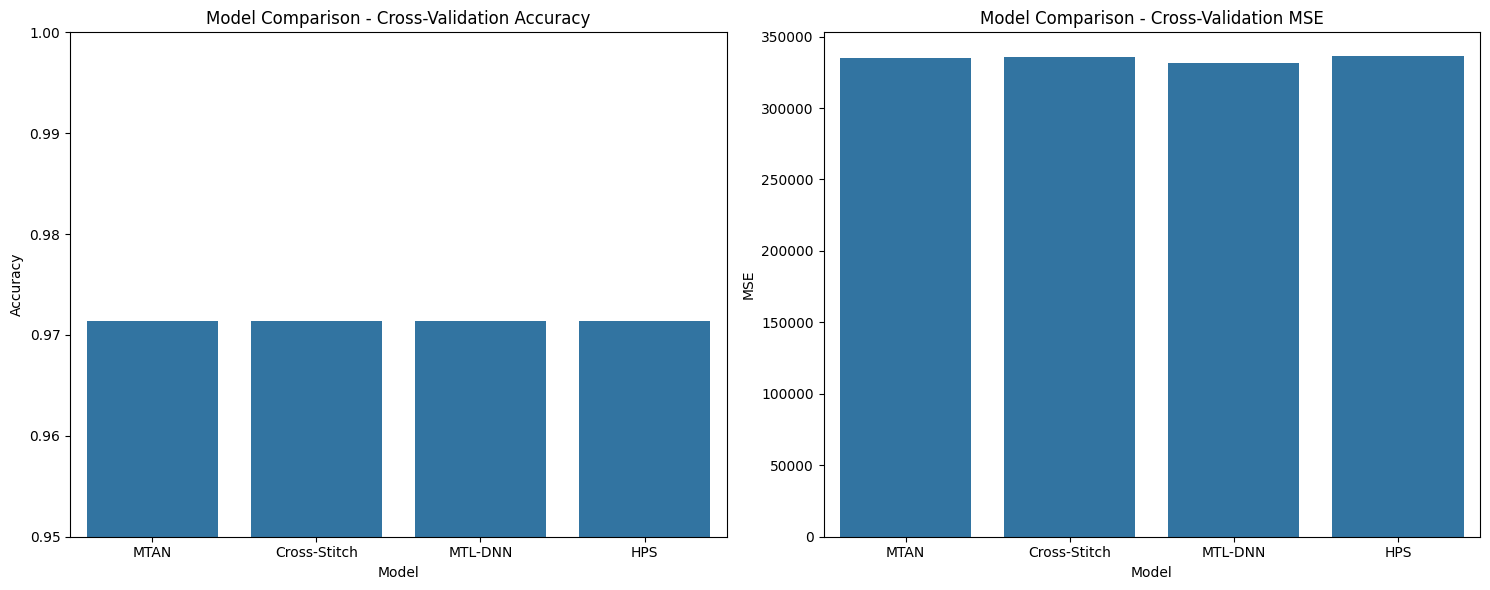 Model Comparison - Cross-Validation Accuracy
1.00
0.99
0.98
0.97
0.96
0.95
Accuracy
MTAN
Cross-Stitch
MTL-DNN
HPS
Model
Model Comparison - Cross-Validation MSE
350000
300000
250000
200000
150000
100000
50000
0
MSE
MTAN
Cross-Stitch
MTL-DNN
HPS
Model